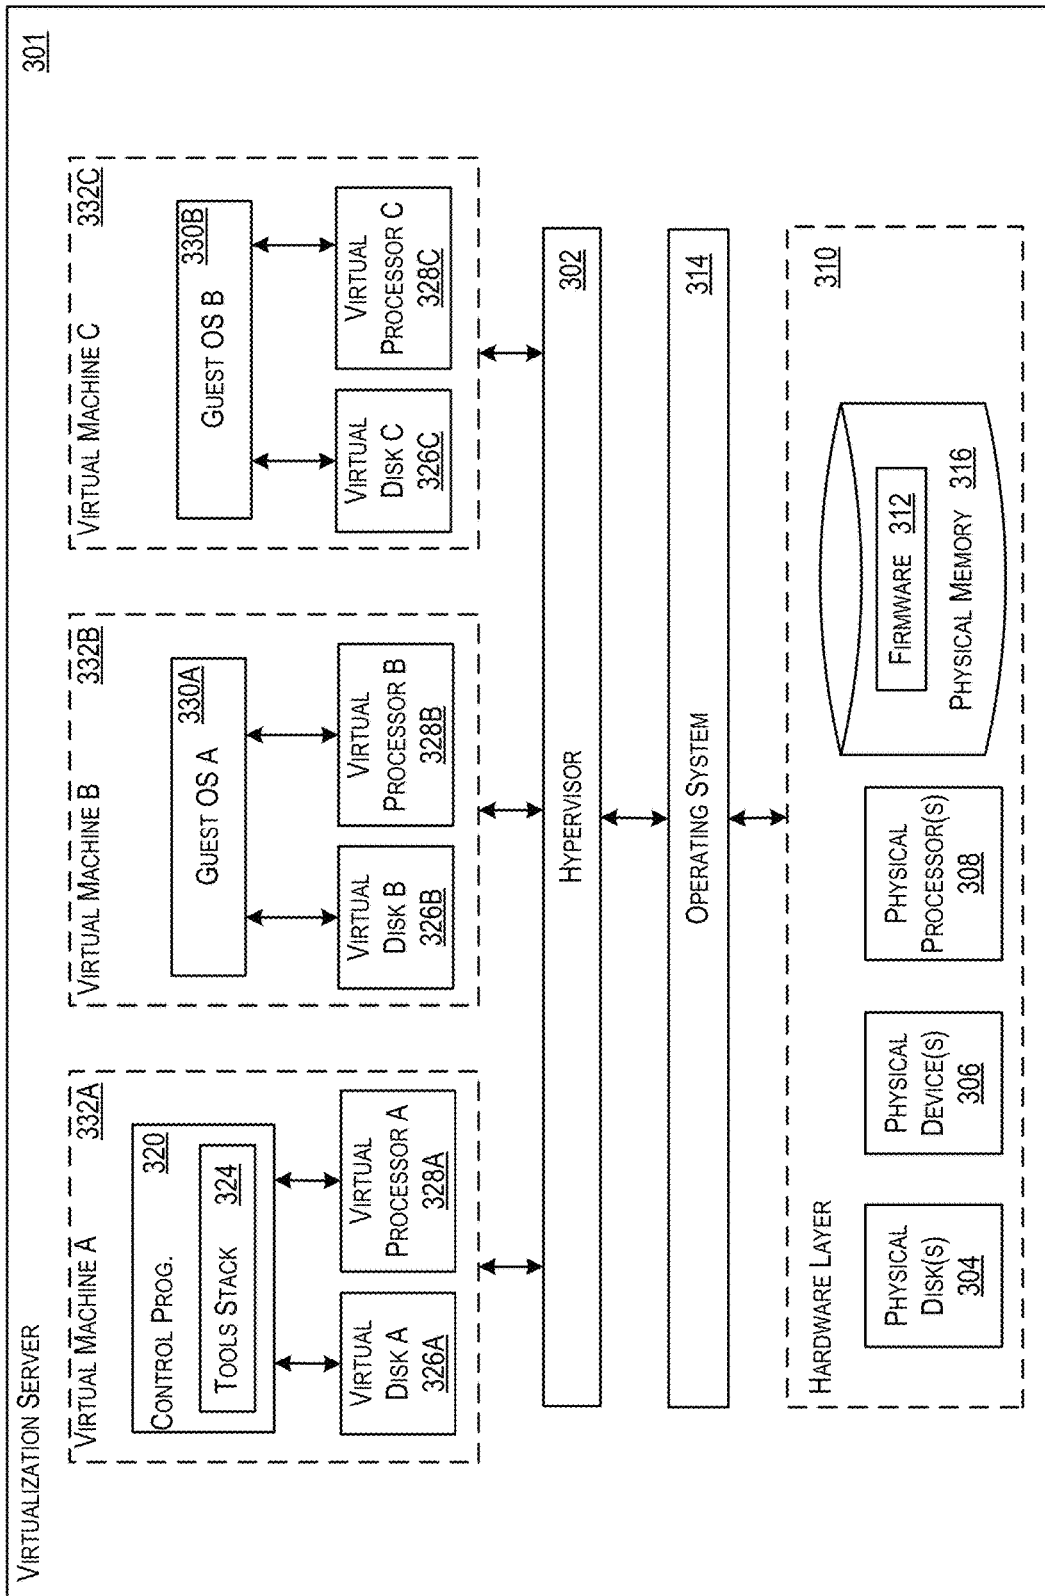 VIRTUALIZATION SERVER
301
VIRTUAL MACHINE A
332A
CONTROL PROG.
320
TOOLS STACK 324
VIRTUAL
DISK A
326A
VIRTUAL
PROCESSOR A
328A
VIRTUAL MACHINE B
332B
GUEST OS A
330A
VIRTUAL
DISK B
326B
VIRTUAL
PROCESSOR B
328B
VIRTUAL MACHINE C
332C
GUEST OS B
330B
VIRTUAL
DISK C
326C
VIRTUAL
PROCESSOR C
328C
HYPERVISOR
302
OPERATING SYSTEM
314
HARDWARE LAYER
310
PHYSICAL
DISK(S)
304
PHYSICAL
DEVICE(S)
306
PHYSICAL
PROCESSOR(S)
308
FIRMWARE 312
PHYSICAL MEMORY 316